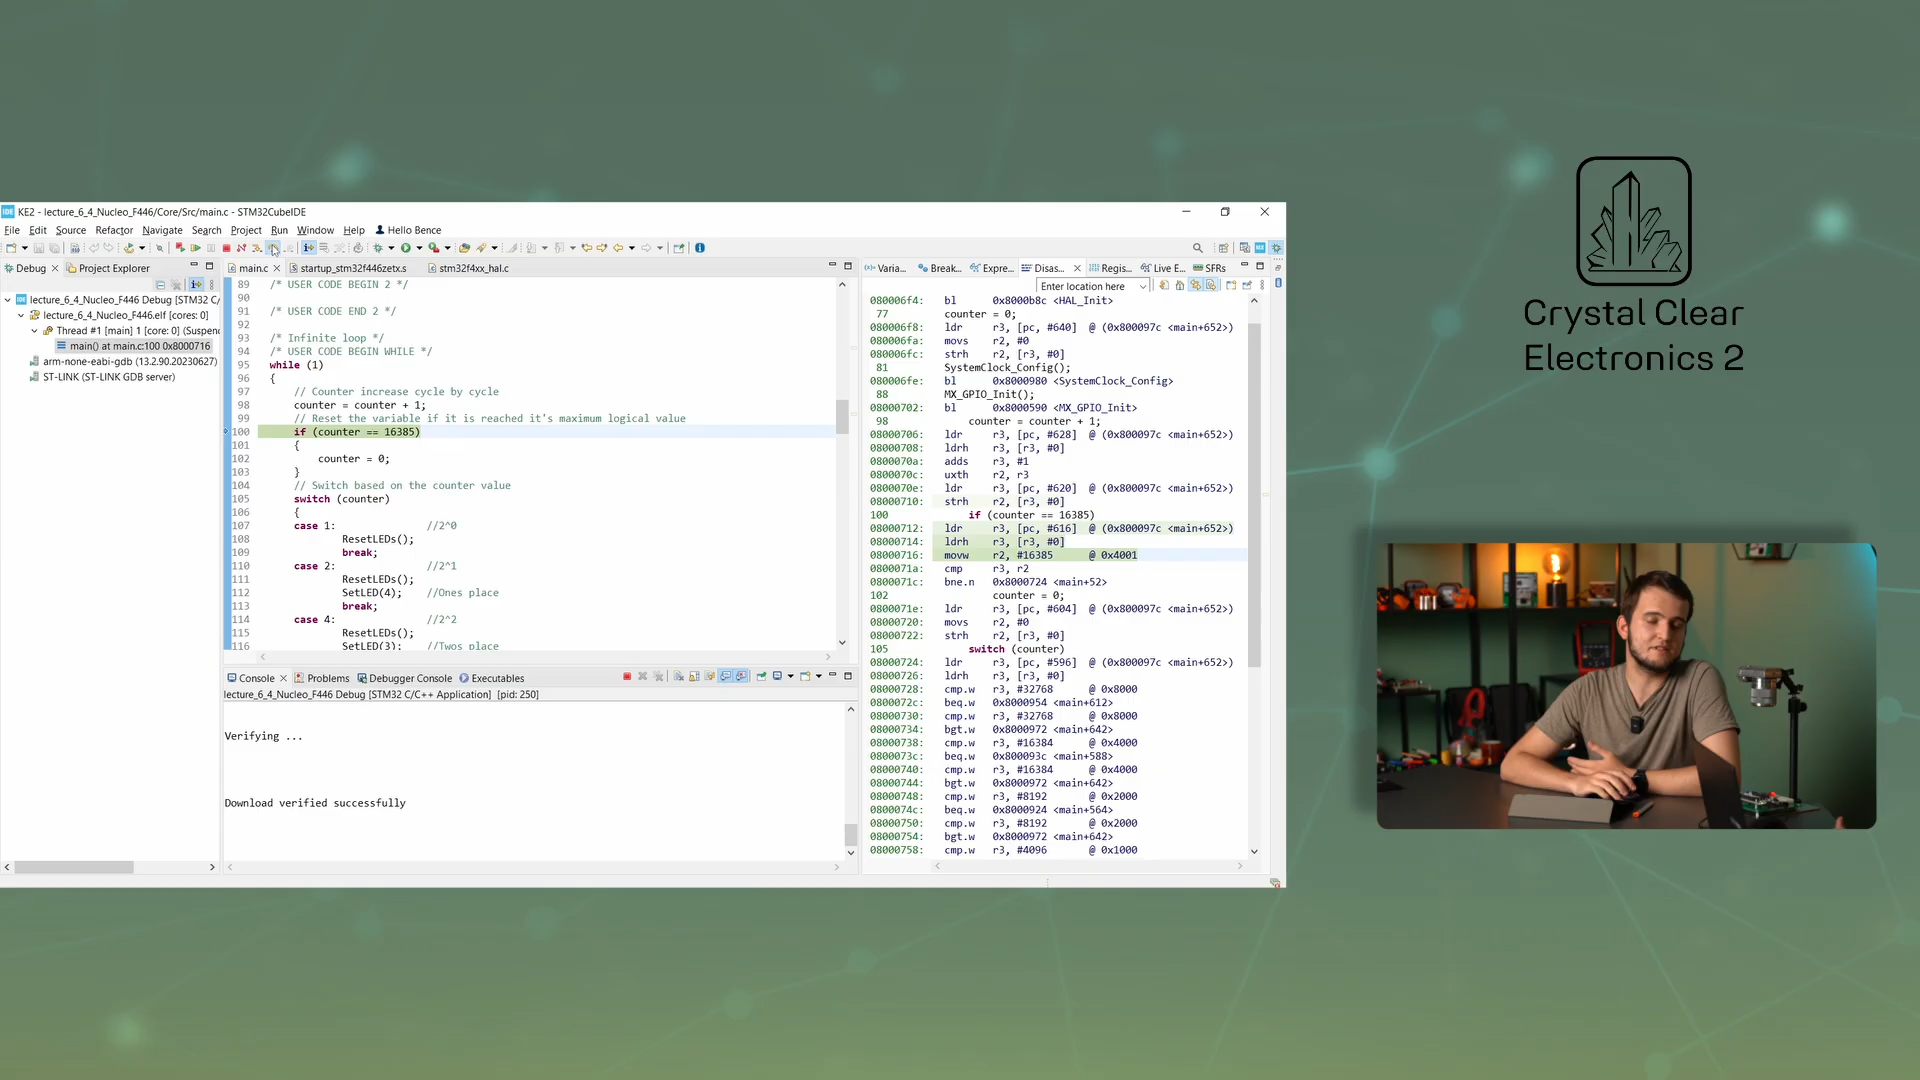 KE2 - lecture_6_4_Nucleo_F446/Core/Src/main.c - STM32CubeIDE
File Edit Source Refactor Navigate Search Project Run Window Help Hello Bence
Debug Project Explorer
lecture_6_4_Nucleo_F446 Debug [STM32 C/
lecture_6_4_Nucleo_F446.elf [cores: 0]
Thread #1 [main] 1 [core: 0] (Suspen
main() at main.c:100 0x8000716
arm-none-eabi-gdb (13.2.90.20230627)
ST-LINK (ST-LINK GDB server)
main.c startup_stm32f446zetx.s stm32f4xx_hal.c
89 /* USER CODE BEGIN 2 */
90
91 /* USER CODE END 2 */
92
93 /* Infinite loop */
94 /* USER CODE BEGIN WHILE */
95 while (1)
96 {
97 // Counter increase cycle by cycle
98 counter = counter + 1;
99 // Reset the variable if it is reached it's maximum logical value
100 if (counter == 16385)
101 {
102 counter = 0;
103 }
104 // Switch based on the counter value
105 switch (counter)
106 {
107 case 1: //2^0
108 ResetLEDs();
109 break;
110 case 2: //2^1
111 ResetLEDs();
112 SetLED(4); //Ones place
113 break;
114 case 4: //2^2
115 ResetLEDs();
116 SetLED(3); //Twos place
Console Problems Debugger Console Executables
lecture_6_4_Nucleo_F446 Debug [STM32 C/C++ Application] [pid: 250]
Verifying ...
Download verified successfully
Varia... Break... Expre... Disas... Regis... Live E... SFRs
Enter location here
080006f4: bl 0x8000b8c <HAL_Init>
77 counter = 0;
080006f8: ldr r3, [pc, #640] @ (0x800097c <main+652>)
080006fa: movs r2, #0
080006fc: strh r2, [r3, #0]
81 SystemClock_Config();
080006fe: bl 0x8000980 <SystemClock_Config>
88 MX_GPIO_Init();
08000702: bl 0x8000590 <MX_GPIO_Init>
98 counter = counter + 1;
08000706: ldr r3, [pc, #628] @ (0x800097c <main+652>)
08000708: ldrh r3, [r3, #0]
0800070a: adds r3, #1
0800070c: uxth r2, r3
0800070e: ldr r3, [pc, #620] @ (0x800097c <main+652>)
08000710: strh r2, [r3, #0]
100 if (counter == 16385)
08000712: ldr r3, [pc, #616] @ (0x800097c <main+652>)
08000714: ldrh r3, [r3, #0]
08000716: movw r2, #16385 @ 0x4001
0800071a: cmp r3, r2
0800071c: bne.n 0x8000724 <main+52>
102 counter = 0;
0800071e: ldr r3, [pc, #604] @ (0x800097c <main+652>)
08000720: movs r2, #0
08000722: strh r2, [r3, #0]
105 switch (counter)
08000724: ldr r3, [pc, #596] @ (0x800097c <main+652>)
08000726: ldrh r3, [r3, #0]
08000728: cmp.w r3, #32768 @ 0x8000
0800072c: beq.w 0x8000954 <main+612>
08000730: cmp.w r3, #32768 @ 0x8000
08000734: bgt.w 0x8000972 <main+642>
08000738: cmp.w r3, #16384 @ 0x4000
0800073c: beq.w 0x800093c <main+588>
08000740: cmp.w r3, #16384 @ 0x4000
08000744: bgt.w 0x8000972 <main+642>
08000748: cmp.w r3, #8192 @ 0x2000
0800074c: beq.w 0x8000924 <main+564>
08000750: cmp.w r3, #8192 @ 0x2000
08000754: bgt.w 0x8000972 <main+642>
08000758: cmp.w r3, #4096 @ 0x1000
Crystal Clear
Electronics 2